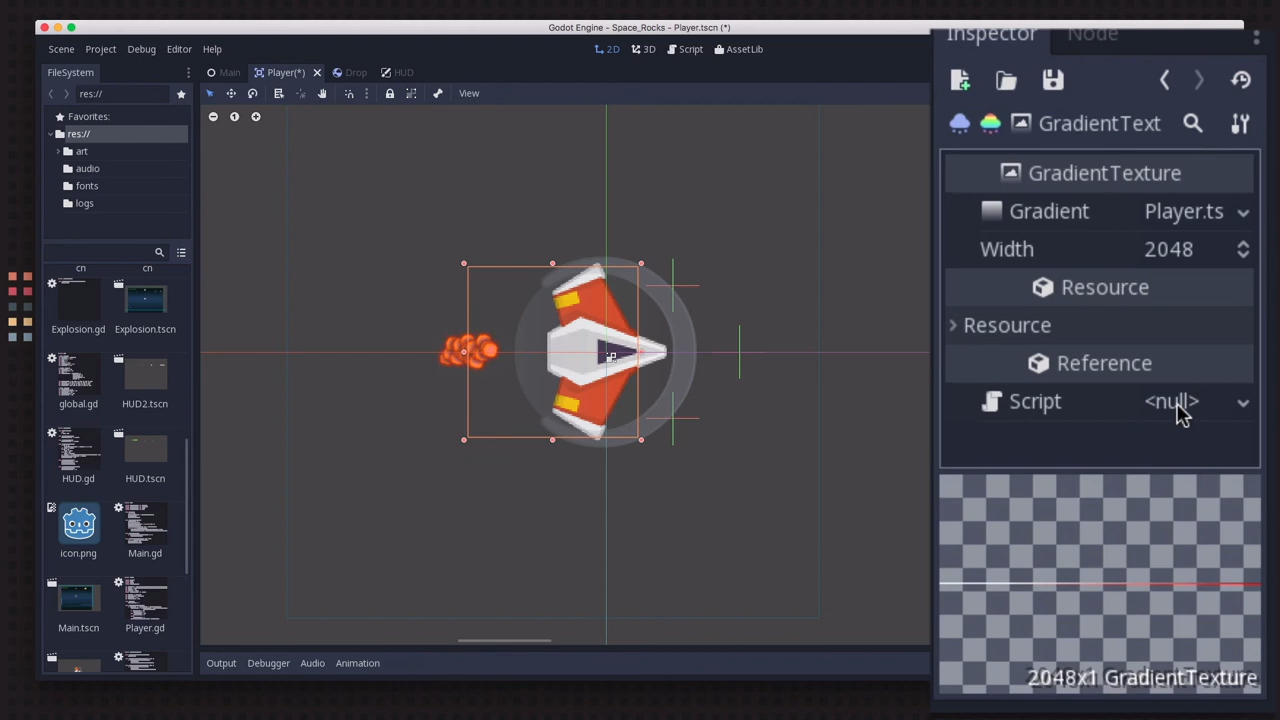 Godot Engine - Space_Rocks - Player.tscn (*)
Scene Project Debug Editor Help
2D 3D Script AssetLib
FileSystem
Main Player(*) Drop HUD
res://
View
Favorites:
res://
art
audio
fonts
logs
cn cn
Explosion.gd Explosion.tscn
global.gd HUD2.tscn
HUD.gd HUD.tscn
icon.png Main.gd
Main.tscn Player.gd
Output Debugger Audio Animation
Inspector Node
GradientText
GradientTexture
Gradient Player.ts
Width 2048
Resource
Resource
Reference
Script <null>
2048x1 GradientTexture